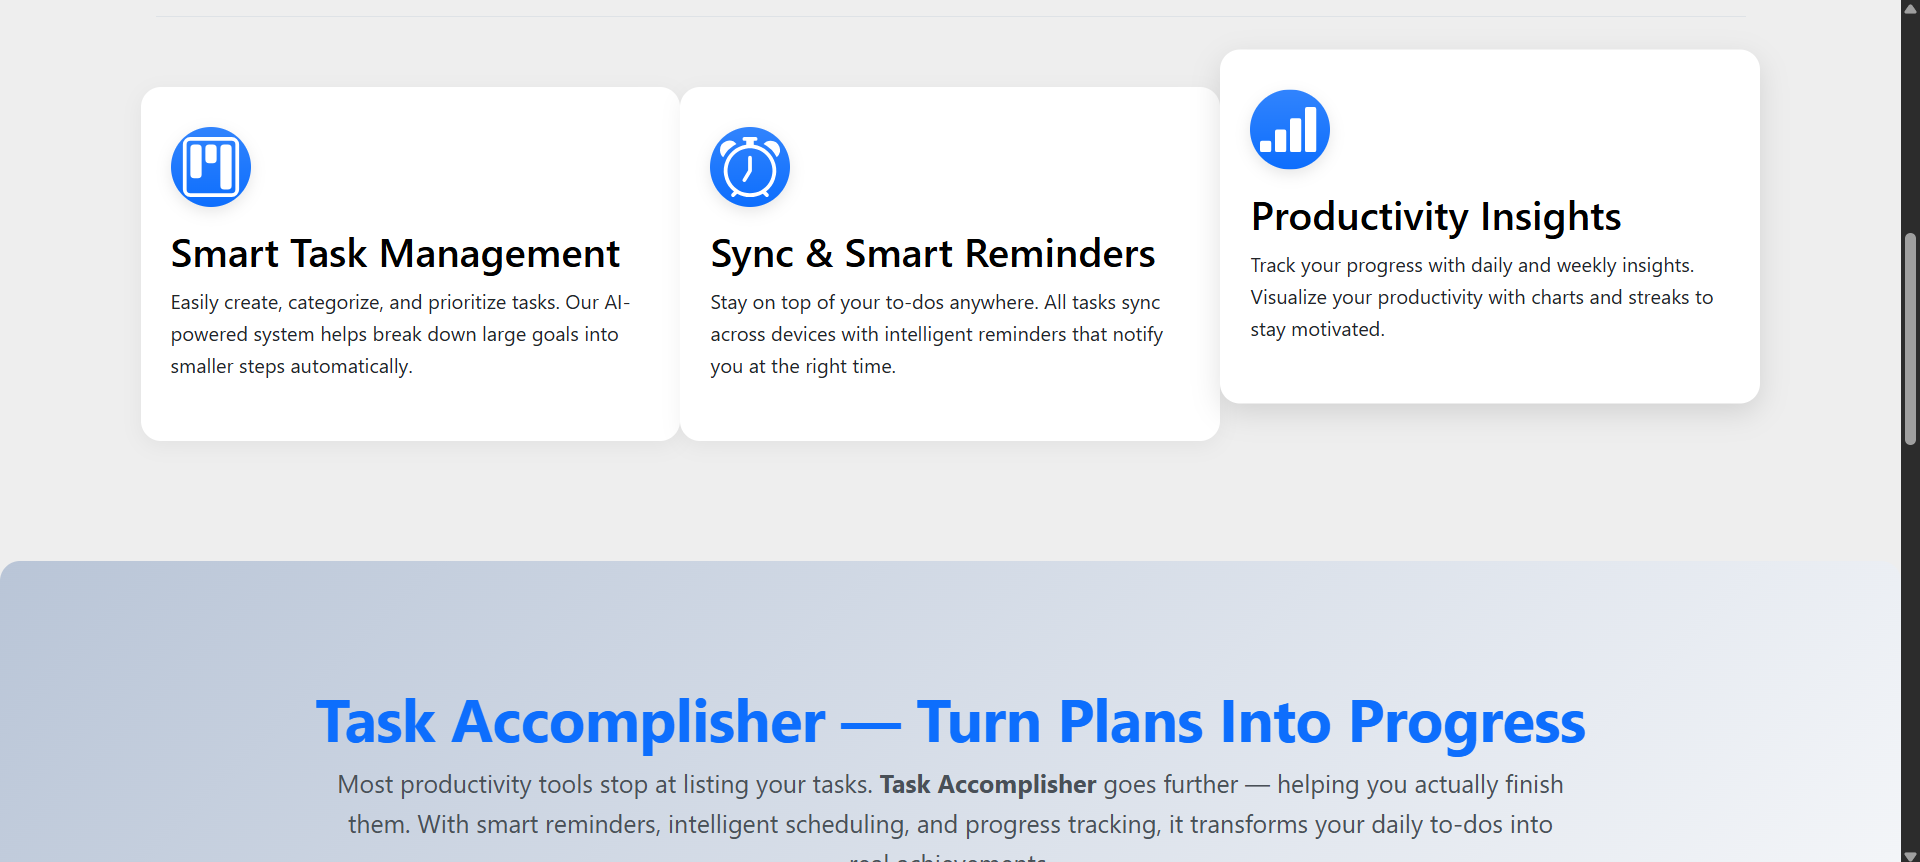 Smart Task Management
Easily create, categorize, and prioritize tasks. Our AI-
powered system helps break down large goals into
smaller steps automatically.
Sync & Smart Reminders
Stay on top of your to-dos anywhere. All tasks sync
across devices with intelligent reminders that notify
you at the right time.
Productivity Insights
Track your progress with daily and weekly insights.
Visualize your productivity with charts and streaks to
stay motivated.
Task Accomplisher — Turn Plans Into Progress
Most productivity tools stop at listing your tasks. Task Accomplisher goes further — helping you actually finish
them. With smart reminders, intelligent scheduling, and progress tracking, it transforms your daily to-dos into
real achievements.